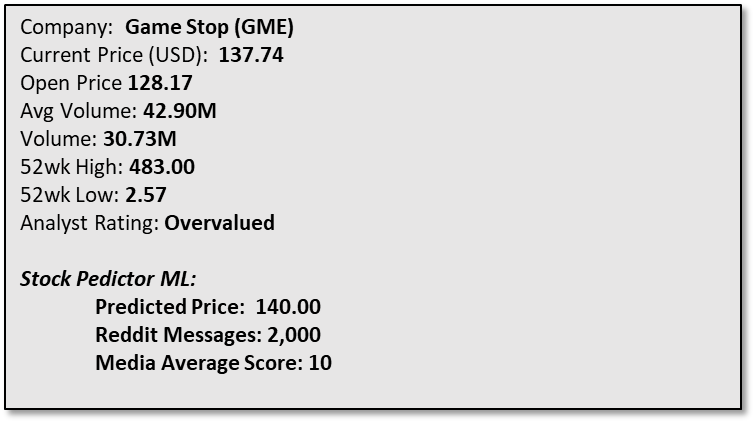 Company: Game Stop (GME)
Current Price (USD): 137.74
Open Price 128.17
Avg Volume: 42.90M
Volume: 30.73M
52wk High: 483.00
52wk Low: 2.57
Analyst Rating: Overvalued
Stock Pedictor ML:
Predicted Price: 140.00
Reddit Messages: 2,000
Media Average Score: 10